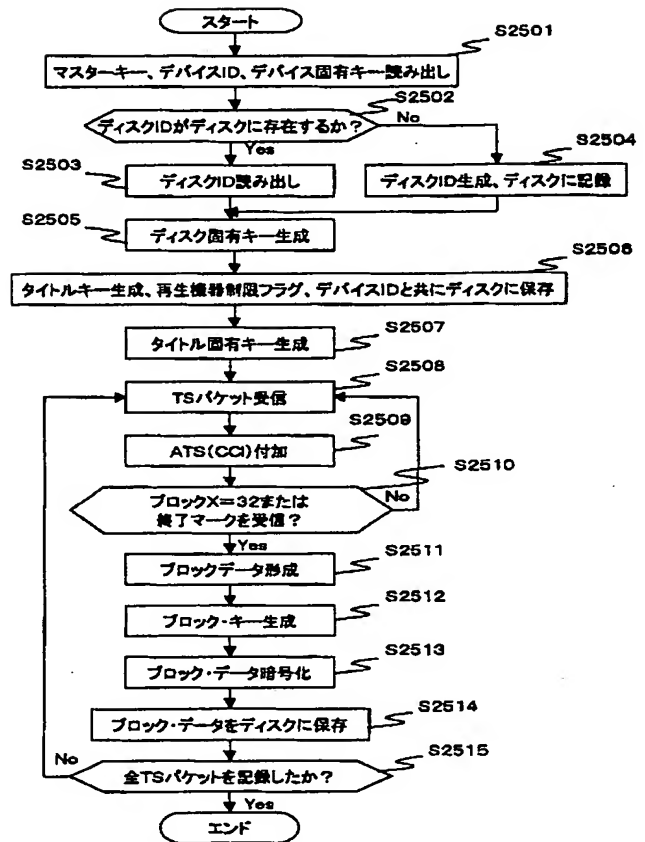 スタート
S2501
マスターキー、デバイスID、デバイス固有キー読み出し
S2502
ディスクIDがディスクに存在するか?
No
Yes
S2503
S2504
ディスクID読み出し
ディスクID生成、ディスクに記録
S2505
ディスク固有キー生成
S2506
タイトルキー生成、再生機器制限フラグ、デバイスIDと共にディスクに保存
S2507
タイトル固有キー生成
S2508
TSパケット受信
S2509
ATS(CCI)付加
S2510
ブロックX=32または
終了マークを受信?
No
Yes
S2511
ブロックデータ形成
S2512
ブロック・キー生成
S2513
ブロック・データ暗号化
S2514
ブロック・データをディスクに保存
S2515
No
全TSパケットを記録したか?
Yes
エンド